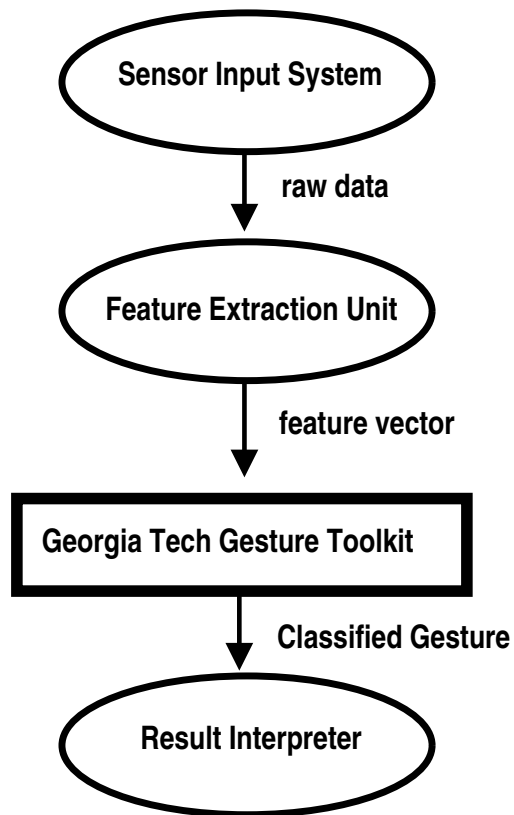 Sensor Input System
raw data
Feature Extraction Unit
feature vector
Georgia Tech Gesture Toolkit
Classified Gesture
Result Interpreter